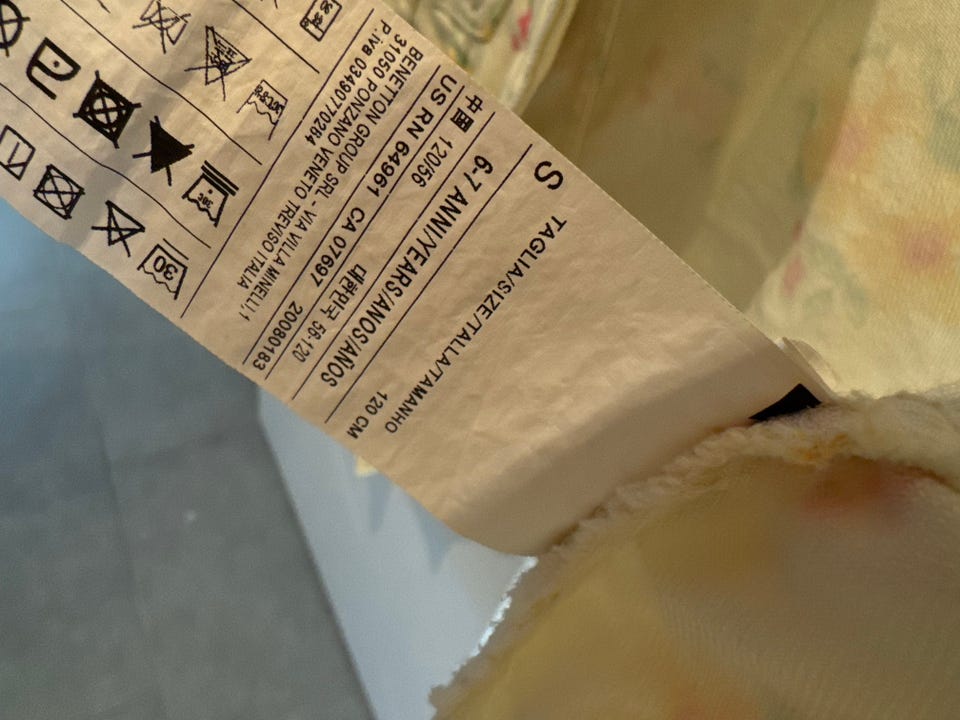 TAGLIA/SIZE/TALLA/TAMANHO
S 120 CM
6-7 ANNI/YEARS/ANOS/AÑOS
中国 120/56 대한민국 56-120
US RN 64961 CA 07697 20080183
BENETTON GROUP SRL - VIA VILLA MINELLI,1
31050 PONZANO VENETO TREVISO ITALIA
P.iva 03490770264
30